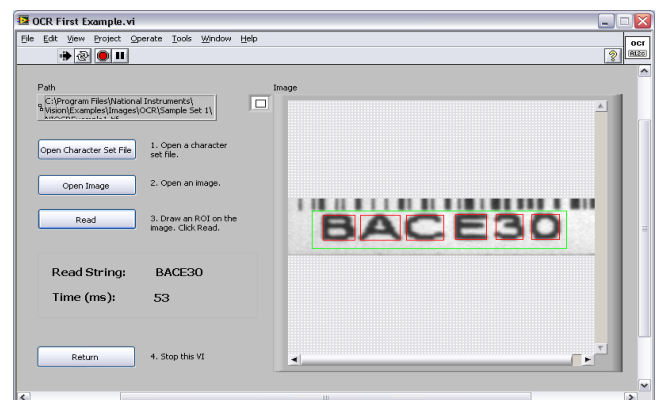 OCR First Example.vi
File Edit View Project Operate Tools Window Help
OCR
A12G
Path
C:\Program Files\National Instruments\
Vision\Examples\Images\OCR\Sample Set 1\
Image
Open Character Set File
1. Open a character
set file.
Open Image
2. Open an image.
Read
3. Draw an ROI on the
image. Click Read.
BACE30
Read String: BACE30
Time (ms): 53
Return
4. Stop this VI